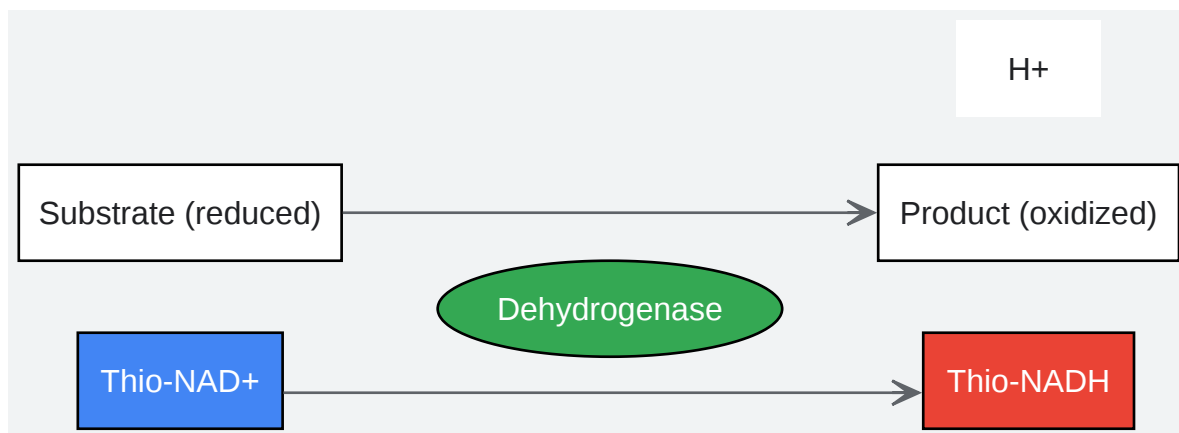 H+
Substrate (reduced)
Product (oxidized)
Dehydrogenase
Thio-NAD+
Thio-NADH